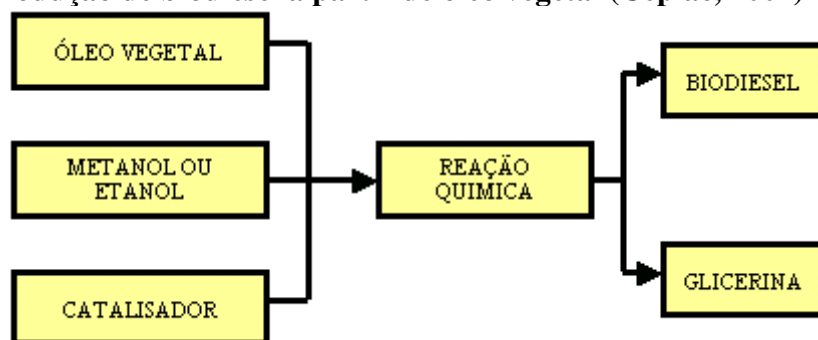 ÓLEO VEGETAL
METANOL OU
ETANOL
CATALISADOR
REAÇÃO
QUIMICA
BIODIESEL
GLICERINA